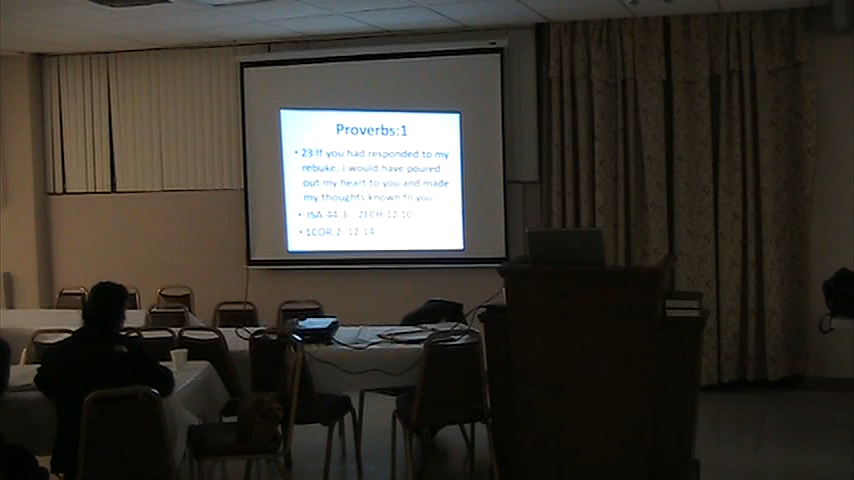 Proverbs:1
• 23 If you had responded to my
rebuke, I would have poured
out my heart to you and made
my thoughts known to you.
• ISA 44:3 ZECH 12:10
• 1COR 2: 12-14